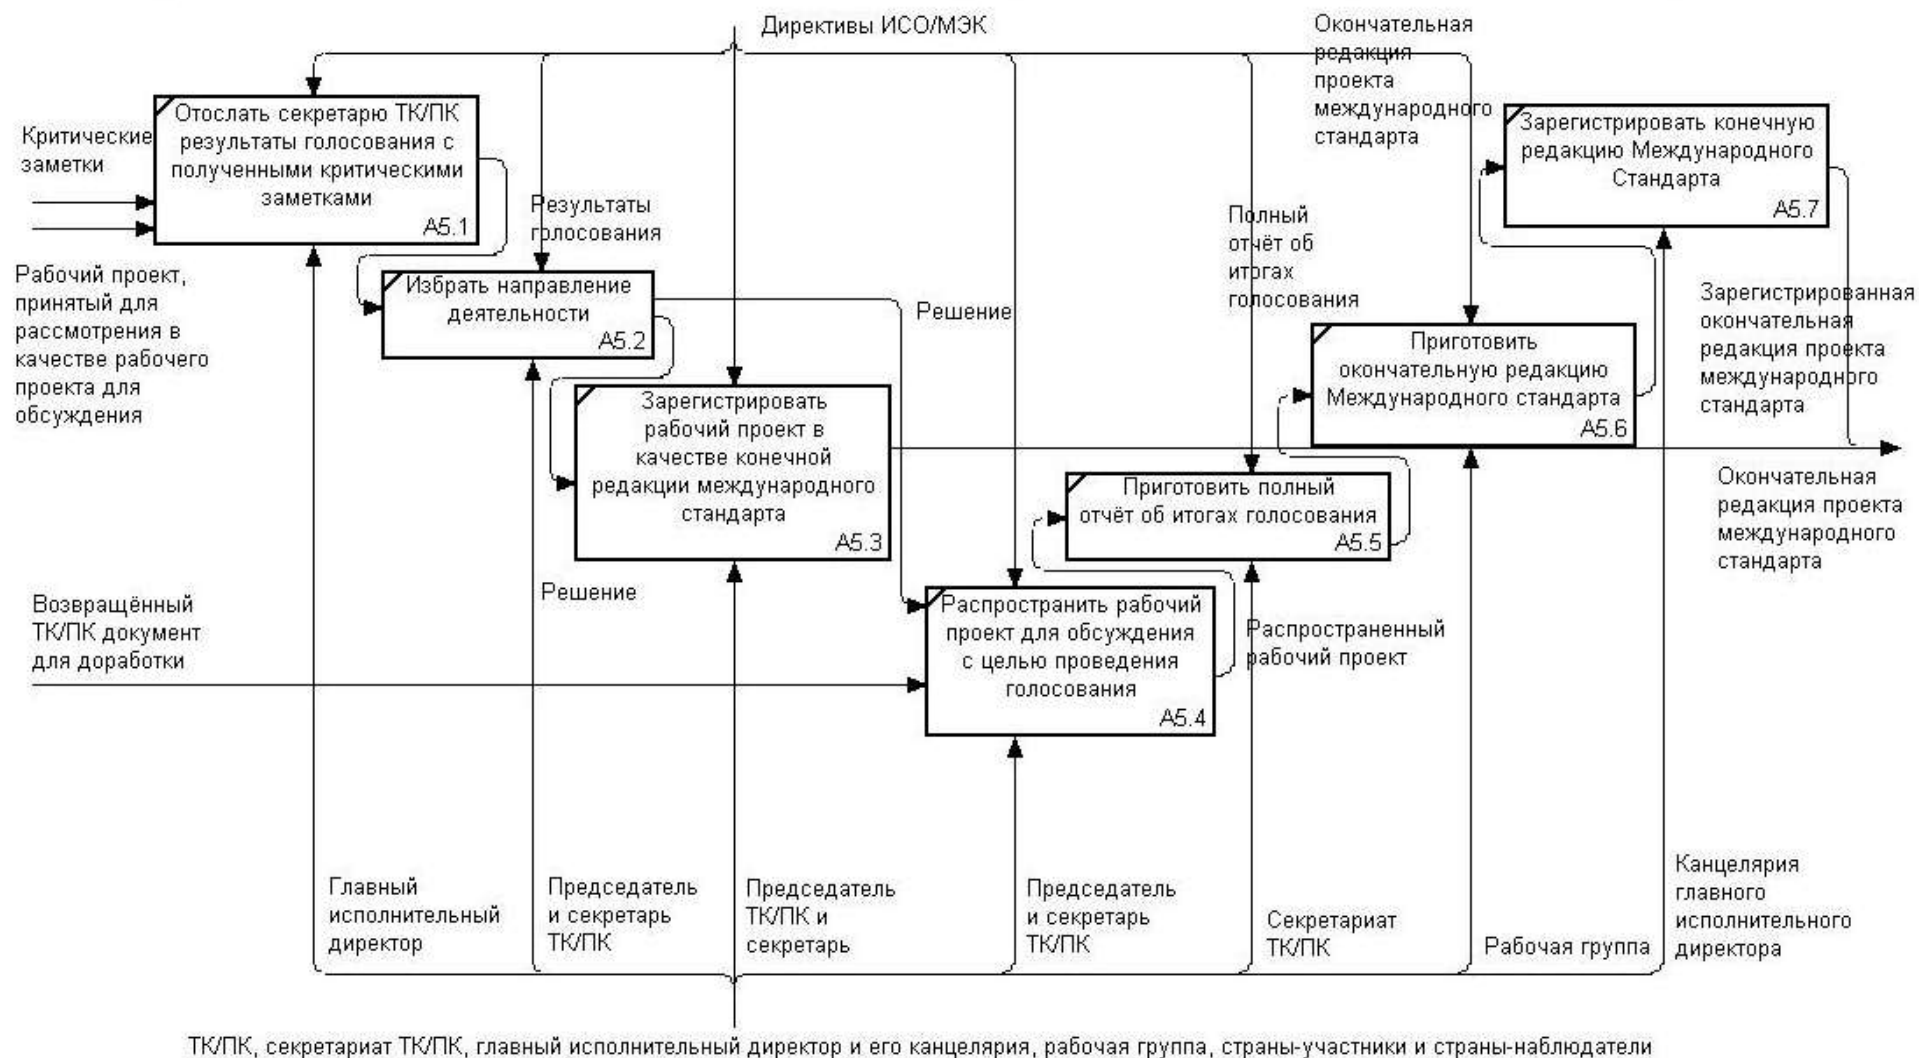 Директивы ИСО/МЭК
Окончательная
редакция
проекта
международного
стандарта
Критические
заметки
Отослать секретарю ТК/ПК
результаты голосования с
полученными критическими
заметками
А5.1
Зарегистрировать конечную
редакцию Международного
Стандарта
А5.7
Результаты
голосования
Полный
отчёт об
итогах
голосования
Рабочий проект,
принятый для
рассмотрения в
качестве рабочего
проекта для
обсуждения
Избрать направление
деятельности
А5.2
Решение
Зарегистрированная
окончательная
редакция проекта
международного
стандарта
Приготовить
окончательную редакцию
Международного стандарта
А5.6
Зарегистрировать
рабочий проект в
качестве конечной
редакции международного
стандарта
А5.3
Приготовить полный
отчёт об итогах голосования
А5.5
Окончательная
редакция проекта
международного
стандарта
Решение
Возвращённый
ТК/ПК документ
для доработки
Распространить рабочий
проект для обсуждения
с целью проведения
голосования
А5.4
Распространенный
рабочий проект
Главный
исполнительный
директор
Председатель
и секретарь
ТК/ПК
Председатель
ТК/ПК и
секретарь
Председатель
и секретарь
ТК/ПК
Секретариат
ТК/ПК
Рабочая группа
Канцелярия
главного
исполнительного
директора
ТК/ПК, секретариат ТК/ПК, главный исполнительный директор и его канцелярия, рабочая группа, страны-участники и страны-наблюдатели